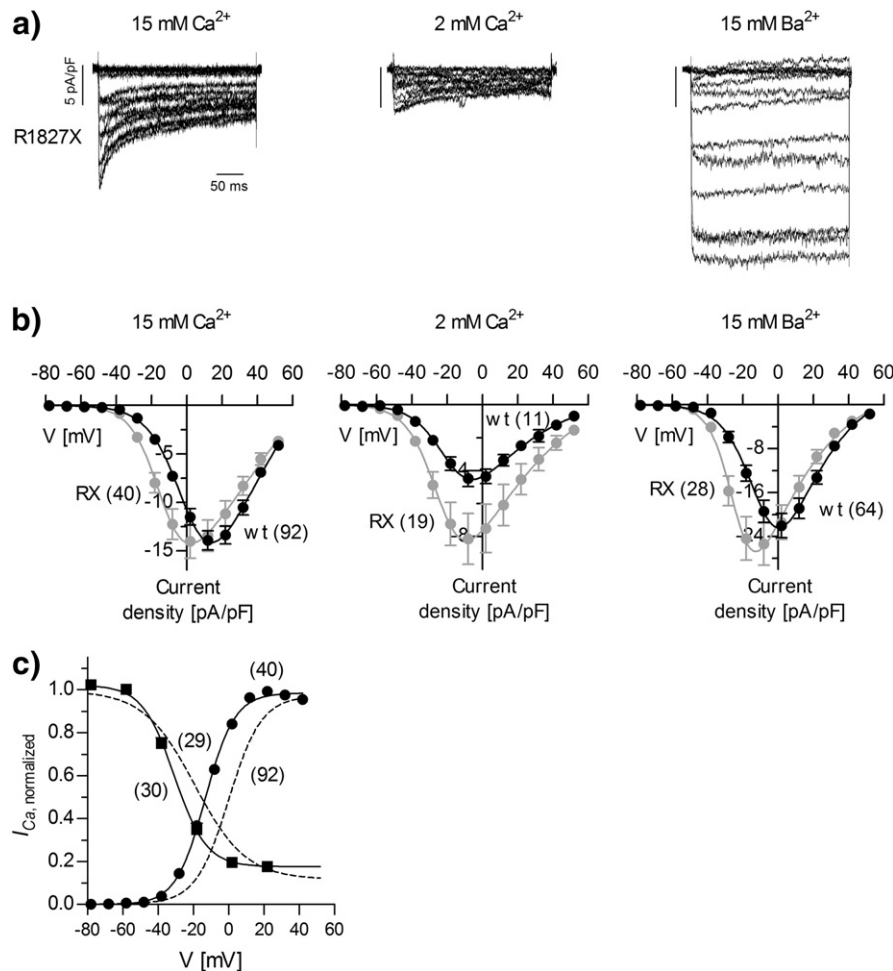 a)
15 mM Ca²⁺
2 mM Ca²⁺
15 mM Ba²⁺
5 pA/pF
R1827X
50 ms
b)
15 mM Ca²⁺
2 mM Ca²⁺
15 mM Ba²⁺
-80 -60 -40 -20 0 20 40 60
-80 -60 -40 -20 0 20 40 60
-80 -60 -40 -20 0 20 40 60
V [mV]
-5
-10
-15
RX (40)
wt (92)
Current
density [pA/pF]
V [mV]
-4
-8
wt (11)
RX (19)
Current
density [pA/pF]
V [mV]
-8
-16
-24
RX (28)
wt (64)
Current
density [pA/pF]
c)
1.0
0.8
0.6
0.4
0.2
0.0
I_Ca, normalized
(40)
(29)
(92)
(30)
-80 -60 -40 -20 0 20 40 60
V [mV]